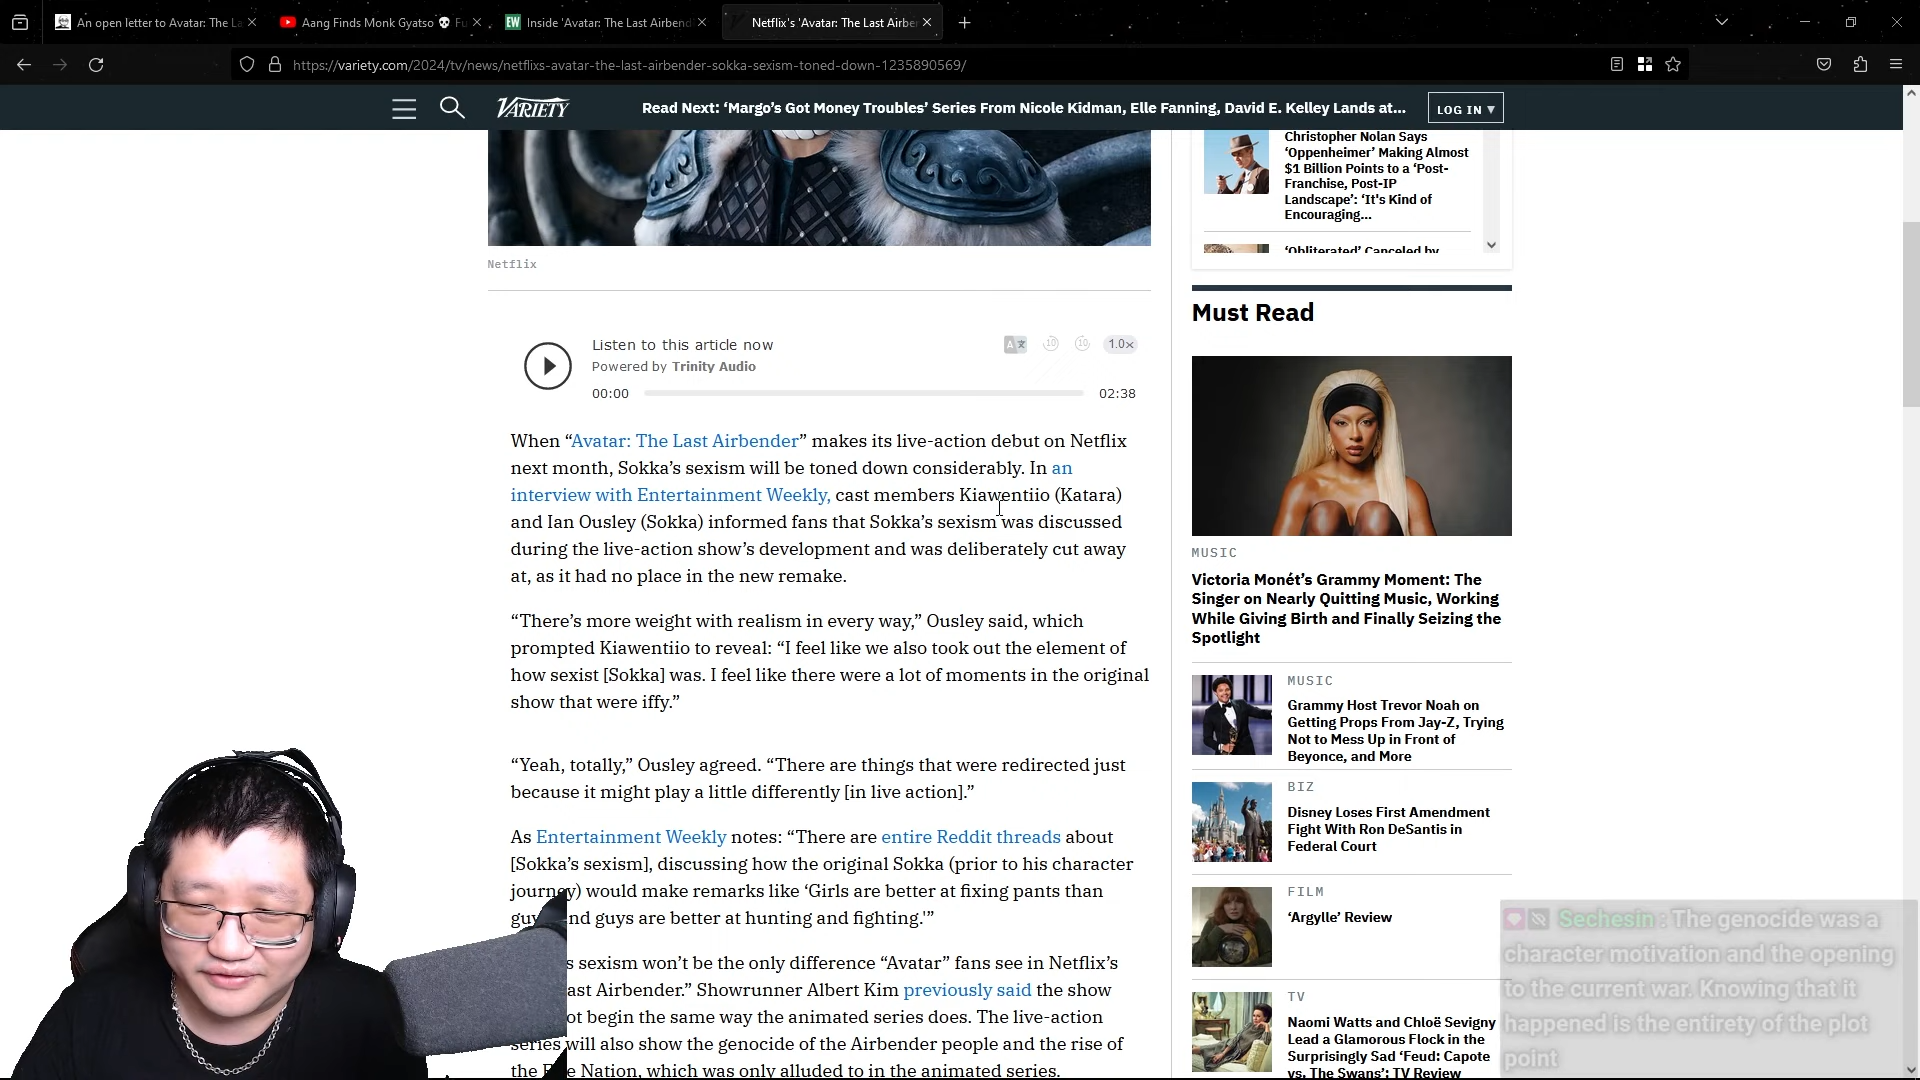 An open letter to Avatar: The La
Aang Finds Monk Gyatso 💀 Fu
EW
Inside 'Avatar: The Last Airbend
Netflix's 'Avatar: The Last Airbe
https://variety.com/2024/tv/news/netflixs-avatar-the-last-airbender-sokka-sexism-toned-down-1235890569/
VARIETY
Read Next: ‘Margo’s Got Money Troubles’ Series From Nicole Kidman, Elle Fanning, David E. Kelley Lands at...
LOG IN ▼
Netflix
Listen to this article now
Powered by Trinity Audio
10
10
1.0×
00:00
02:38
When “Avatar: The Last Airbender” makes its live-action debut on Netflix
next month, Sokka’s sexism will be toned down considerably. In an
interview with Entertainment Weekly, cast members Kiawentiio (Katara)
and Ian Ousley (Sokka) informed fans that Sokka’s sexism was discussed
during the live-action show’s development and was deliberately cut away
at, as it had no place in the new remake.
“There’s more weight with realism in every way,” Ousley said, which
prompted Kiawentiio to reveal: “I feel like we also took out the element of
how sexist [Sokka] was. I feel like there were a lot of moments in the original
show that were iffy.”
“Yeah, totally,” Ousley agreed. “There are things that were redirected just
because it might play a little differently [in live action].”
As Entertainment Weekly notes: “There are entire Reddit threads about
[Sokka’s sexism], discussing how the original Sokka (prior to his character
journey) would make remarks like ‘Girls are better at fixing pants than
guy nd guys are better at hunting and fighting.'”
s sexism won’t be the only difference “Avatar” fans see in Netflix’s
ast Airbender.” Showrunner Albert Kim previously said the show
ot begin the same way the animated series does. The live-action
series will also show the genocide of the Airbender people and the rise of
the F e Nation, which was only alluded to in the animated series.
Christopher Nolan Says
‘Oppenheimer’ Making Almost
$1 Billion Points to a ‘Post-
Franchise, Post-IP
Landscape’: ‘It's Kind of
Encouraging...
‘Obliterated’ Canceled by
Must Read
MUSIC
Victoria Monét’s Grammy Moment: The
Singer on Nearly Quitting Music, Working
While Giving Birth and Finally Seizing the
Spotlight
MUSIC
Grammy Host Trevor Noah on
Getting Props From Jay-Z, Trying
Not to Mess Up in Front of
Beyonce, and More
BIZ
Disney Loses First Amendment
Fight With Ron DeSantis in
Federal Court
FILM
‘Argylle’ Review
TV
Naomi Watts and Chloë Sevigny
Lead a Glamorous Flock in the
Surprisingly Sad ‘Feud: Capote
vs. The Swans’: TV Review
Sechesin : The genocide was a
character motivation and the opening
to the current war. Knowing that it
happened is the entirety of the plot
point